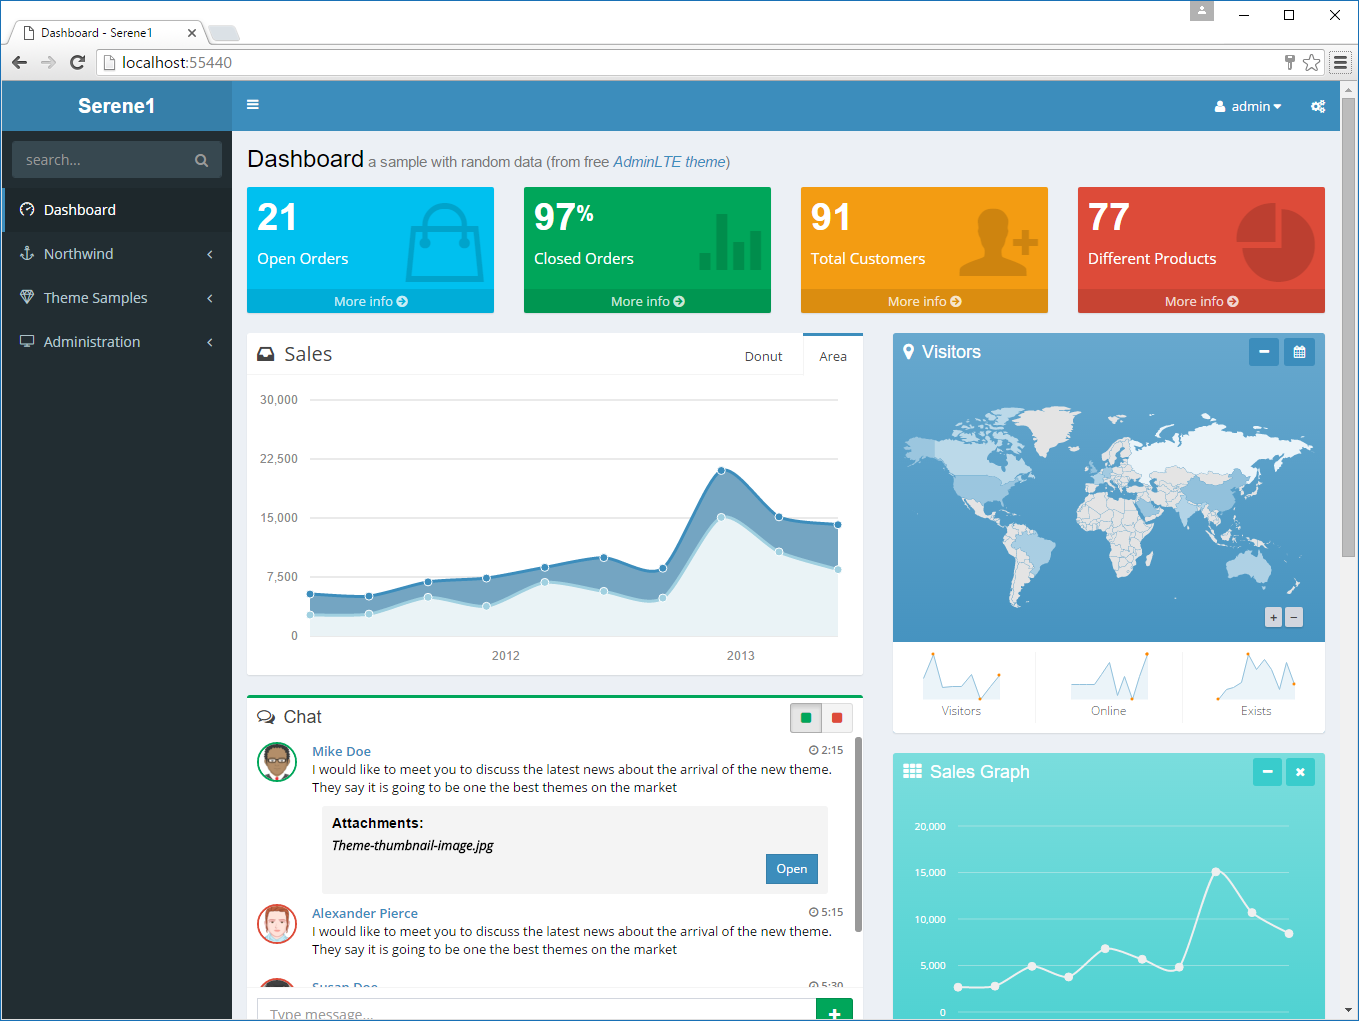 Dashboard - Serene1
localhost:55440
Serene1
admin
search...
Dashboard
Northwind
Theme Samples
Administration
Dashboard a sample with random data (from free AdminLTE theme)
21
Open Orders
More info
97%
Closed Orders
More info
91
Total Customers
More info
77
Different Products
More info
Sales
Donut
Area
30,000
22,500
15,000
7,500
0
2012
2013
Visitors
+
−
Visitors
Online
Exists
Chat
Mike Doe
2:15
I would like to meet you to discuss the latest news about the arrival of the new theme.
They say it is going to be one the best themes on the market
Attachments:
Theme-thumbnail-image.jpg
Open
Alexander Pierce
5:15
I would like to meet you to discuss the latest news about the arrival of the new theme.
They say it is going to be one the best themes on the market
Susan Doe
5:30
Type message...
Sales Graph
20,000
15,000
10,000
5,000
0